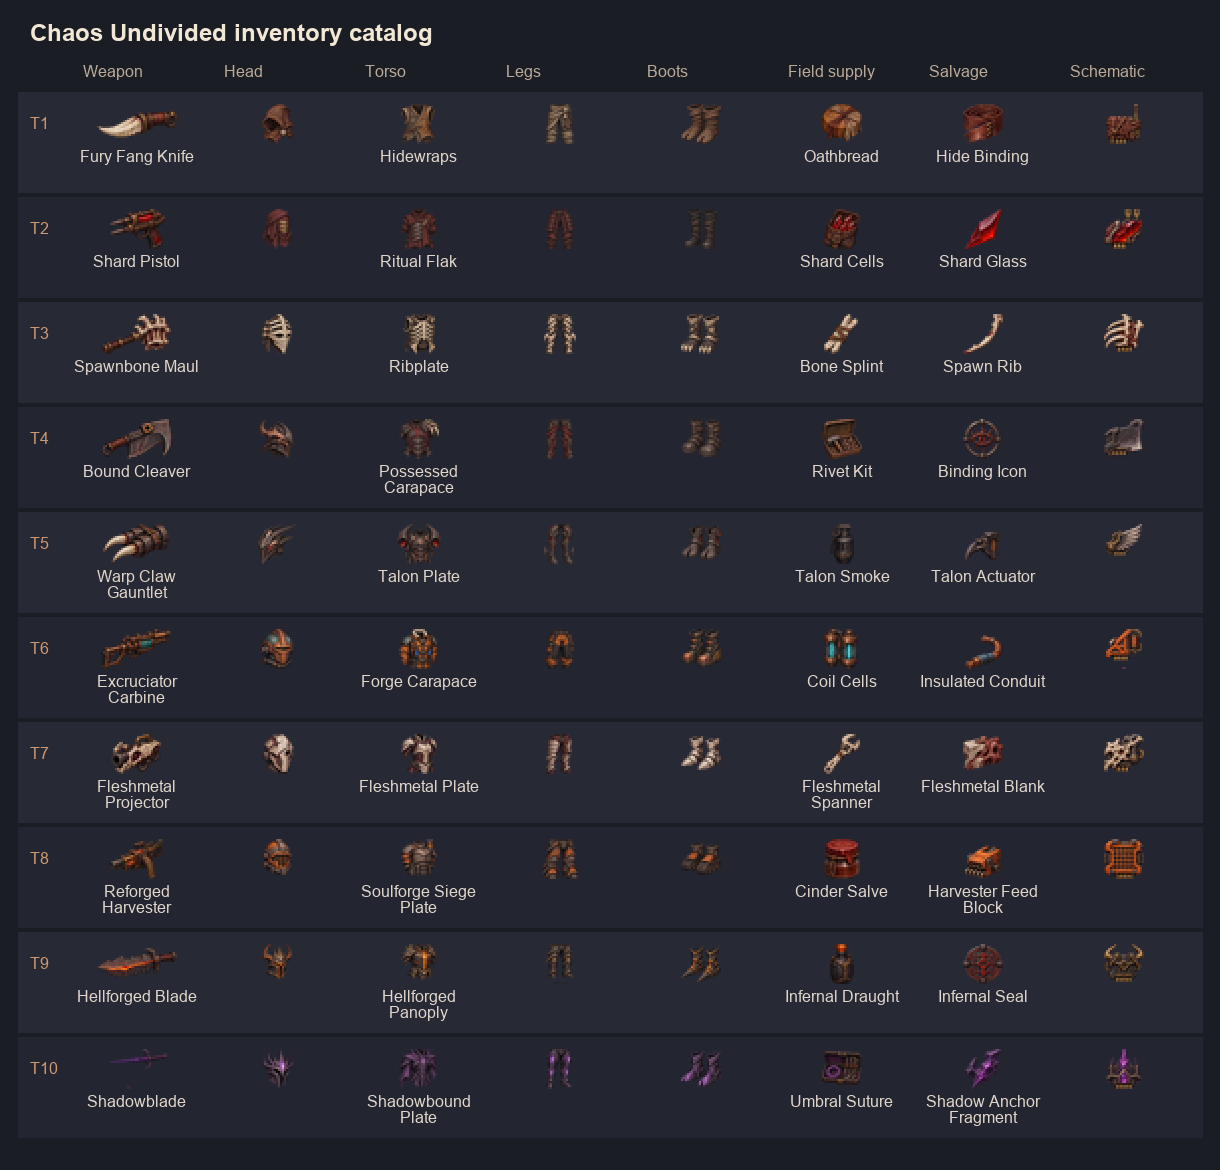 Chaos Undivided inventory catalog
Weapon Head Torso Legs Boots Field supply Salvage Schematic
T1
Fury Fang Knife Hidewraps Oathbread Hide Binding
T2
Shard Pistol Ritual Flak Shard Cells Shard Glass
T3
Spawnbone Maul Ribplate Bone Splint Spawn Rib
T4
Bound Cleaver Possessed Rivet Kit Binding Icon
Carapace
T5
Warp Claw Talon Plate Talon Smoke Talon Actuator
Gauntlet
T6
Excruciator Forge Carapace Coil Cells Insulated Conduit
Carbine
T7
Fleshmetal Fleshmetal Plate Fleshmetal Fleshmetal Blank
Projector Spanner
T8
Reforged Soulforge Siege Cinder Salve Harvester Feed
Harvester Plate Block
T9
Hellforged Blade Hellforged Infernal Draught Infernal Seal
Panoply
T10
Shadowblade Shadowbound Umbral Suture Shadow Anchor
Plate Fragment